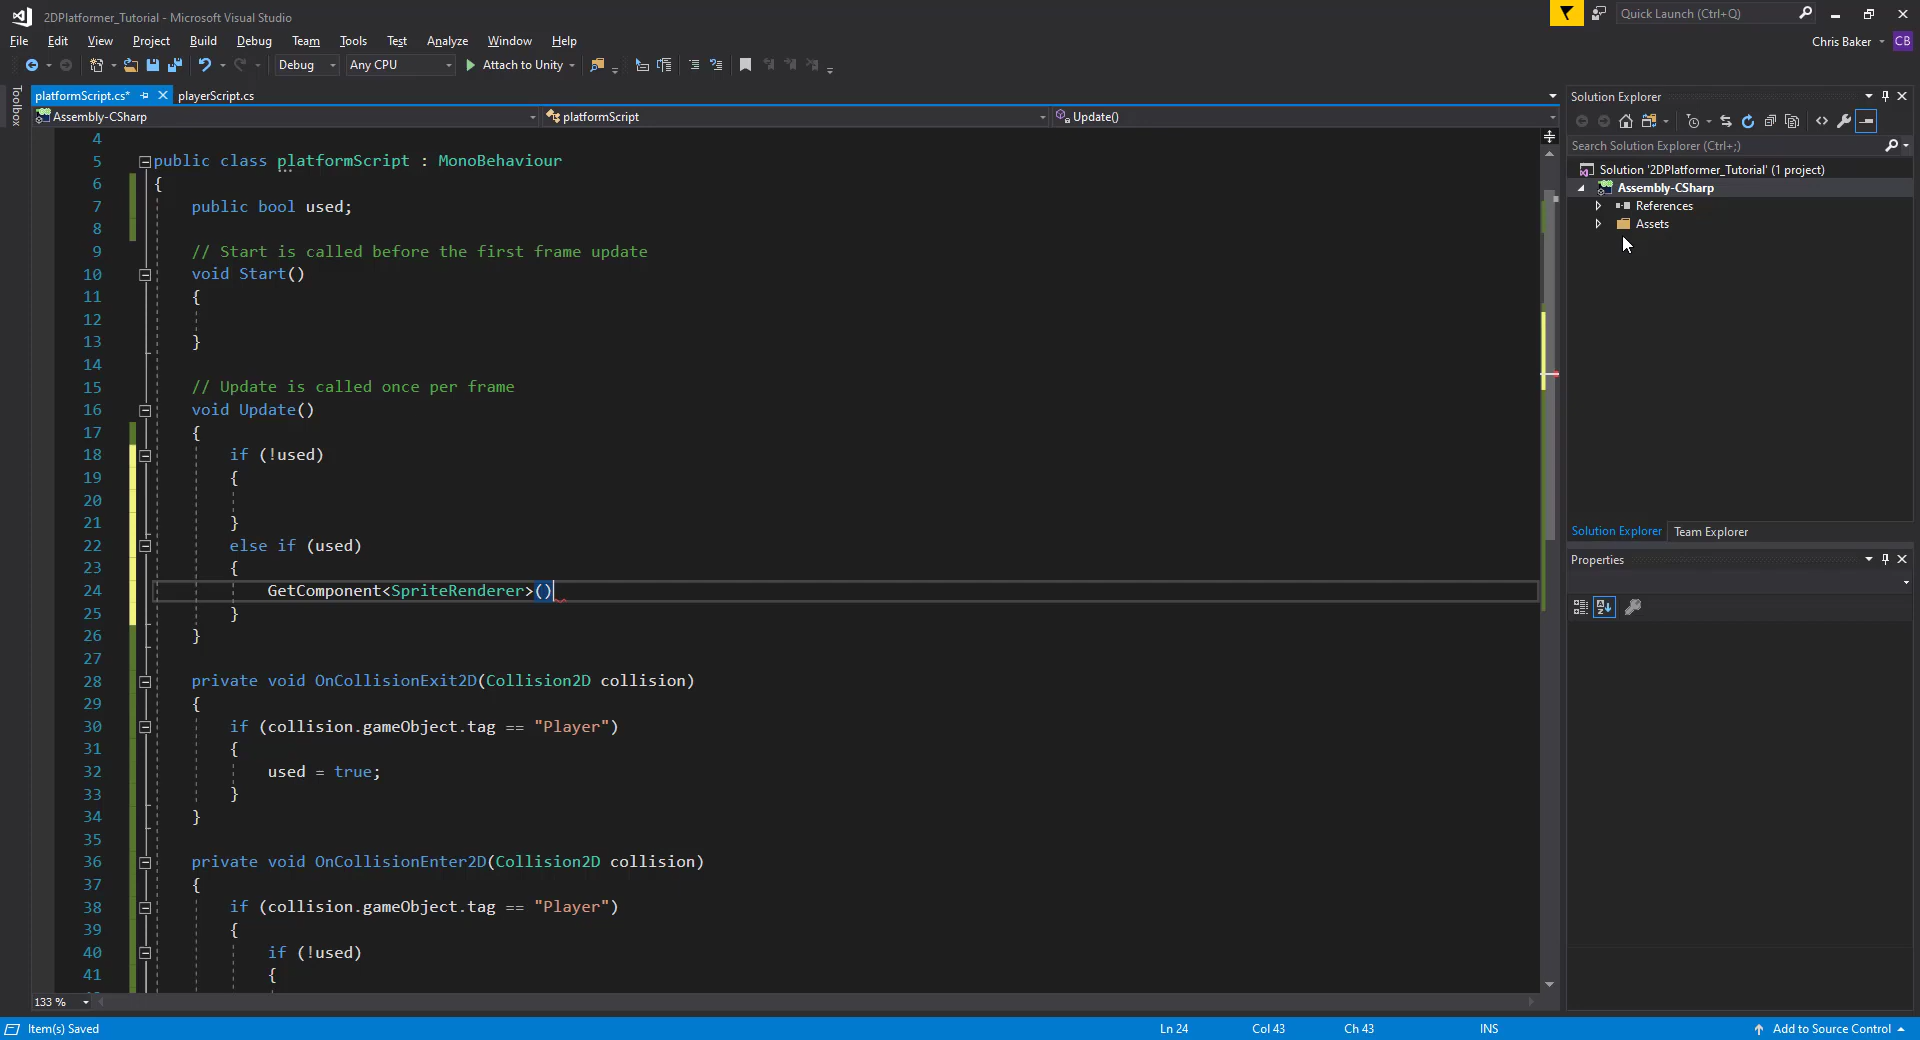 2DPlatformer_Tutorial - Microsoft Visual Studio
Quick Launch (Ctrl+Q)
File Edit View Project Build Debug Team Tools Test Analyze Window Help
Chris Baker CB
Debug Any CPU Attach to Unity
Toolbox
platformScript.cs* playerScript.cs
Assembly-CSharp platformScript Update()
4
5 public class platformScript : MonoBehaviour
6 {
7 public bool used;
8
9 // Start is called before the first frame update
10 void Start()
11 {
12
13 }
14
15 // Update is called once per frame
16 void Update()
17 {
18 if (!used)
19 {
20
21 }
22 else if (used)
23 {
24 GetComponent<SpriteRenderer>()
25 }
26 }
27
28 private void OnCollisionExit2D(Collision2D collision)
29 {
30 if (collision.gameObject.tag == "Player")
31 {
32 used = true;
33 }
34 }
35
36 private void OnCollisionEnter2D(Collision2D collision)
37 {
38 if (collision.gameObject.tag == "Player")
39 {
40 if (!used)
41 {
133 %
Solution Explorer
Search Solution Explorer (Ctrl+;)
Solution '2DPlatformer_Tutorial' (1 project)
Assembly-CSharp
References
Assets
Solution Explorer Team Explorer
Properties
Item(s) Saved Ln 24 Col 43 Ch 43 INS Add to Source Control